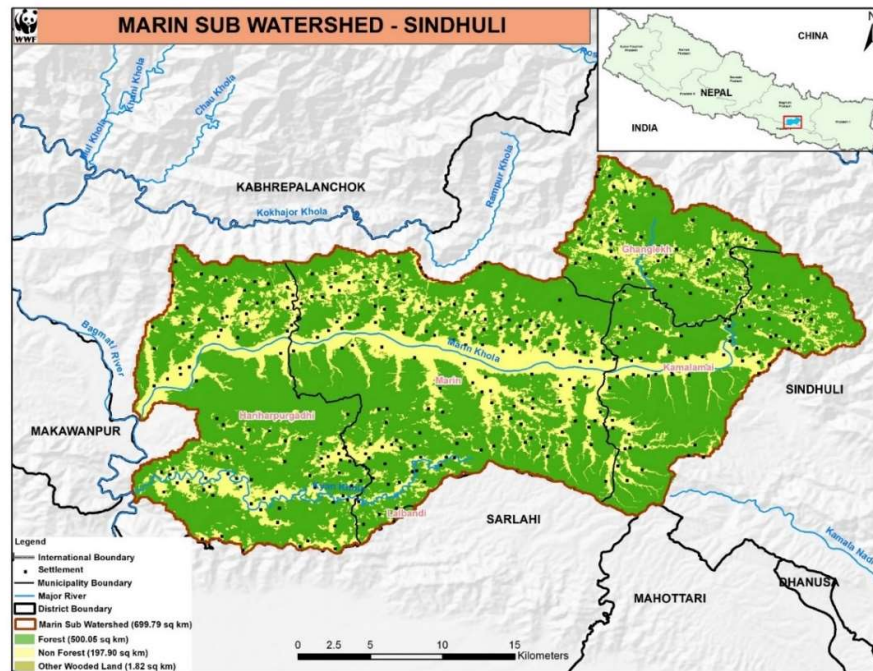 WWF
MARIN SUB WATERSHED - SINDHULI
N
CHINA
NEPAL
INDIA
Khani Khola
Chau Khola
KABHREPALANCHOK
Kokhajor Khola
Rampur Khola
Ghanglekh
Bagmati River
Marin Khola
Marin
Kamalamai
SINDHULI
MAKAWANPUR
Hariharpurgadhi
Lalbandi
SARLAHI
Kamala Nadi
MAHOTTARI
DHANUSA
Legend
International Boundary
Settlement
Municipality Boundary
Major River
District Boundary
Marin Sub Watershed (699.79 sq km)
Forest (500.05 sq km)
Non Forest (197.90 sq km)
Other Wooded Land (1.82 sq km)
0 2.5 5 10 15
Kilometers